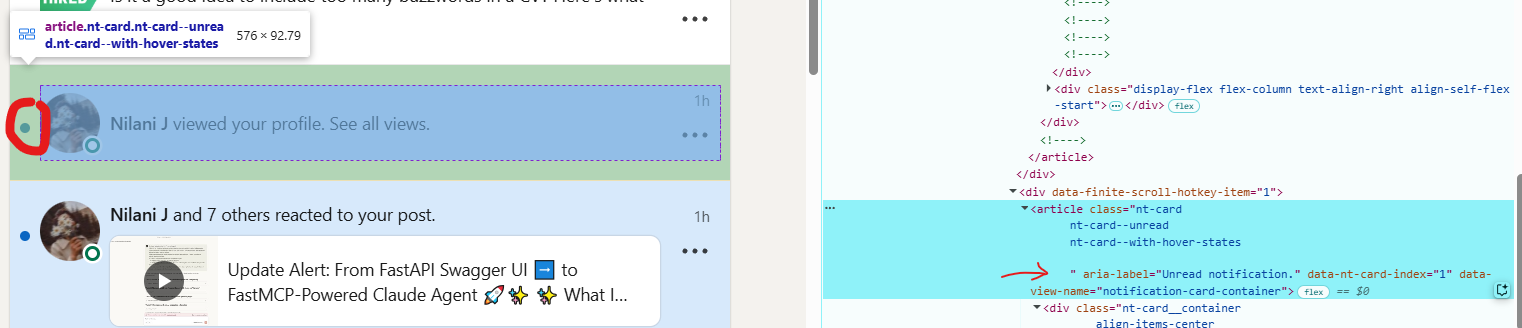 HIRED Is it a good idea to include too many buzzwords in a CV? Here's what
article.nt-card.nt-card--unrea
d.nt-card--with-hover-states
576 × 92.79
1h
Nilani J viewed your profile. See all views.
Nilani J and 7 others reacted to your post.
1h
Update Alert: From FastAPI Swagger UI ➡️ to
FastMCP-Powered Claude Agent 🚀✨ ✨ What I...
<!---->
<!---->
<!---->
<!---->
</div>
<div class="display-flex flex-column text-align-right align-self-flex
-start"> ⋯ </div> flex
</div>
<!---->
</article>
</div>
<div data-finite-scroll-hotkey-item="1">
<article class="nt-card
nt-card--unread
nt-card--with-hover-states
" aria-label="Unread notification." data-nt-card-index="1" data-
view-name="notification-card-container"> flex == $0
<div class="nt-card__container
align-items-center